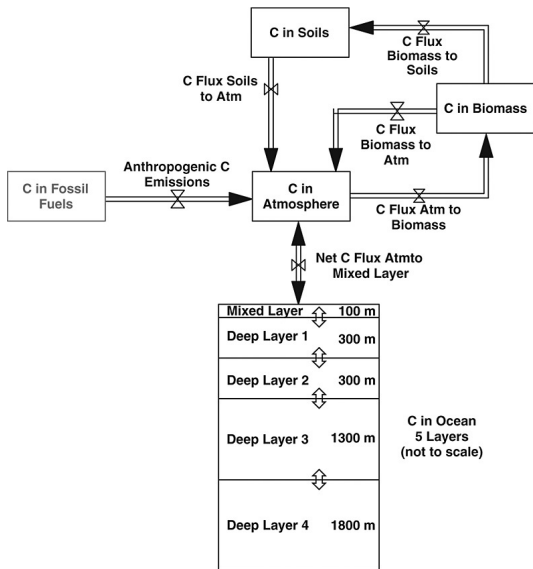 C in Soils
C Flux
Biomass to
Soils
C Flux Soils
to Atm
C in Biomass
C Flux
Biomass to
Atm
Anthropogenic C
Emissions
C in Fossil
Fuels
C in
Atmosphere
C Flux Atm to
Biomass
Net C Flux Atmto
Mixed Layer
Mixed Layer 100 m
Deep Layer 1 300 m
Deep Layer 2 300 m
Deep Layer 3 1300 m
C in Ocean
5 Layers
(not to scale)
Deep Layer 4 1800 m